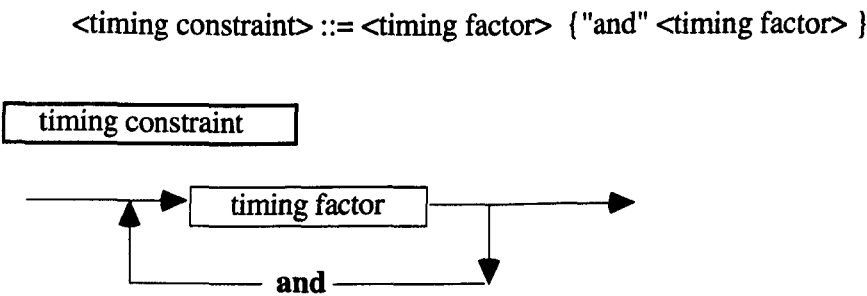 <timing constraint> ::= <timing factor> {"and" <timing factor> }
timing constraint
timing factor
and